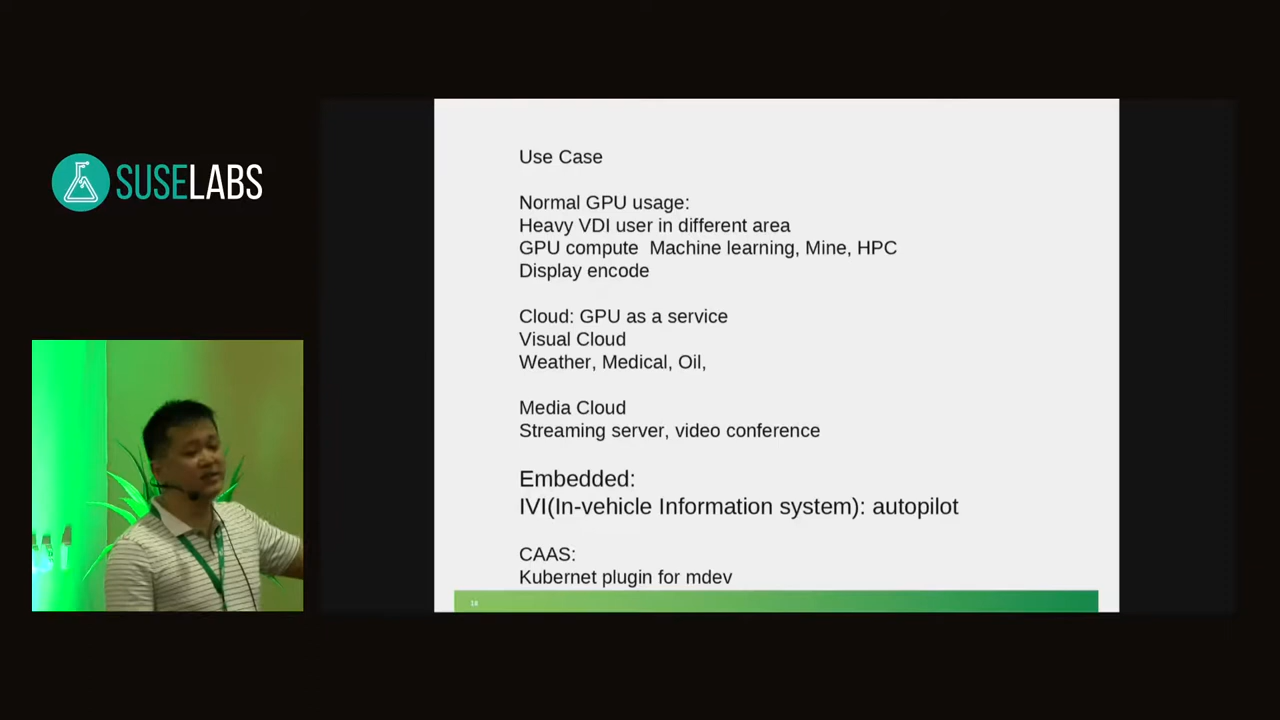 SUSELABS
Use Case
Normal GPU usage:
Heavy VDI user in different area
GPU compute  Machine learning, Mine, HPC
Display encode
Cloud: GPU as a service
Visual Cloud
Weather, Medical, Oil,
Media Cloud
Streaming server, video conference
Embedded:
IVI(In-vehicle Information system): autopilot
CAAS:
Kubernet plugin for mdev
16